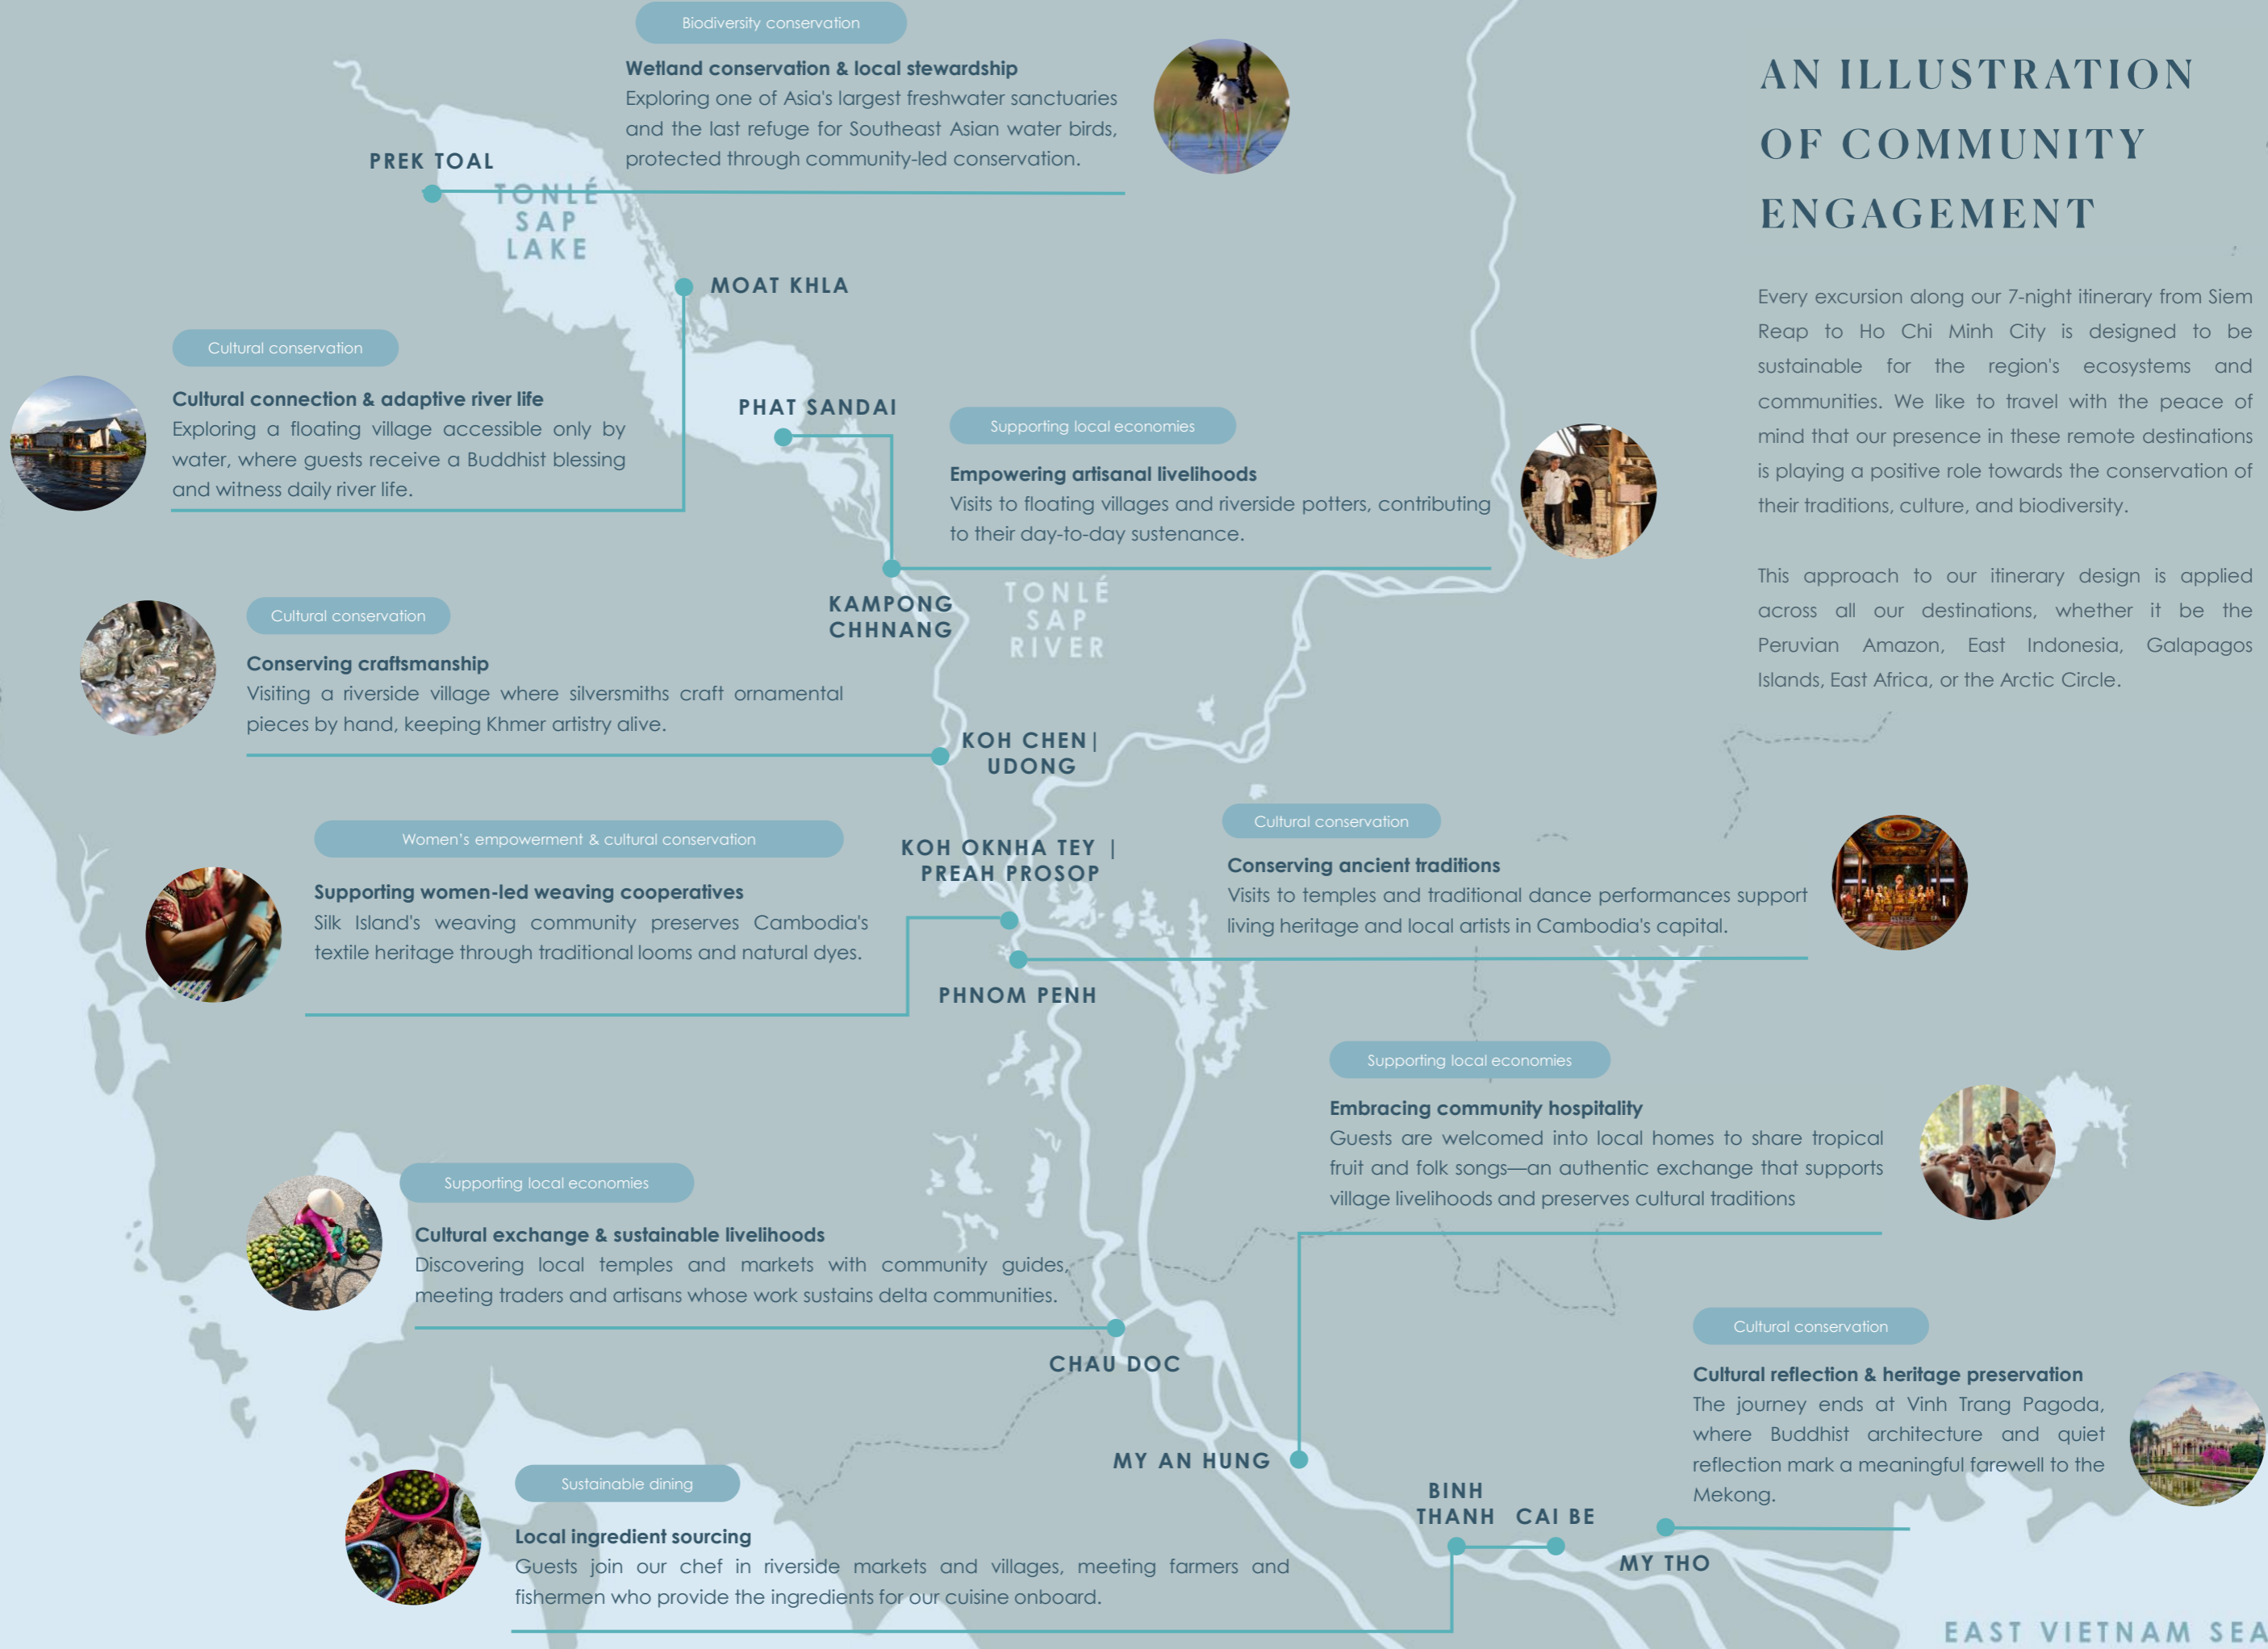 Biodiversity conservation
Wetland conservation & local stewardship
Exploring one of Asia's largest freshwater sanctuaries
and the last refuge for Southeast Asian water birds,
protected through community-led conservation.
PREK TOAL
TONLÉ
SAP
LAKE
AN ILLUSTRATION
OF COMMUNITY
ENGAGEMENT
Every excursion along our 7-night itinerary from Siem
Reap to Ho Chi Minh City is designed to be
sustainable for the region's ecosystems and
communities. We like to travel with the peace of
mind that our presence in these remote destinations
is playing a positive role towards the conservation of
their traditions, culture, and biodiversity.
This approach to our itinerary design is applied
across all our destinations, whether it be the
Peruvian Amazon, East Indonesia, Galapagos
Islands, East Africa, or the Arctic Circle.
MOAT KHLA
Cultural conservation
Cultural connection & adaptive river life
Exploring a floating village accessible only by
water, where guests receive a Buddhist blessing
and witness daily river life.
PHAT SANDAI
Supporting local economies
Empowering artisanal livelihoods
Visits to floating villages and riverside potters, contributing
to their day-to-day sustenance.
KAMPONG
CHHNANG
TONLÉ
SAP
RIVER
Cultural conservation
Conserving craftsmanship
Visiting a riverside village where silversmiths craft ornamental
pieces by hand, keeping Khmer artistry alive.
KOH CHEN|
UDONG
Women's empowerment & cultural conservation
Supporting women-led weaving cooperatives
Silk Island's weaving community preserves Cambodia's
textile heritage through traditional looms and natural dyes.
KOH OKNHA TEY |
PREAH PROSOP
Cultural conservation
Conserving ancient traditions
Visits to temples and traditional dance performances support
living heritage and local artists in Cambodia's capital.
PHNOM PENH
Supporting local economies
Embracing community hospitality
Guests are welcomed into local homes to share tropical
fruit and folk songs—an authentic exchange that supports
village livelihoods and preserves cultural traditions
Supporting local economies
Cultural exchange & sustainable livelihoods
Discovering local temples and markets with community guides,
meeting traders and artisans whose work sustains delta communities.
CHAU DOC
MY AN HUNG
Cultural conservation
Cultural reflection & heritage preservation
The journey ends at Vinh Trang Pagoda,
where Buddhist architecture and quiet
reflection mark a meaningful farewell to the
Mekong.
Sustainable dining
Local ingredient sourcing
Guests join our chef in riverside markets and villages, meeting farmers and
fishermen who provide the ingredients for our cuisine onboard.
BINH
THANH
CAI BE
MY THO
EAST VIETNAM SEA